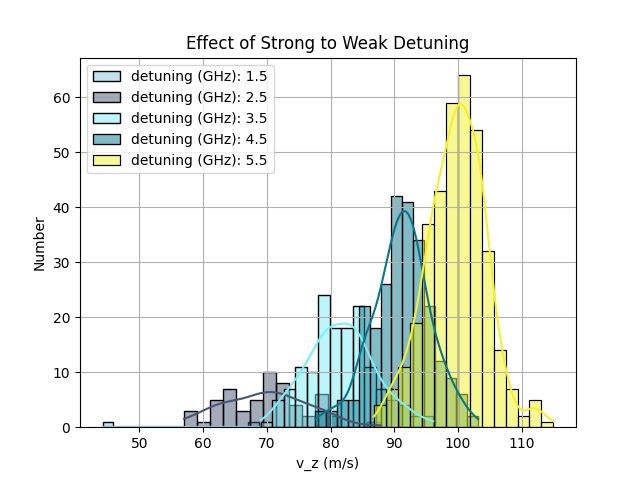 Effect of Strong to Weak Detuning
detuning (GHz): 1.5
detuning (GHz): 2.5
detuning (GHz): 3.5
detuning (GHz): 4.5
detuning (GHz): 5.5
Number
60
50
40
30
20
10
0
50 60 70 80 90 100 110
v_z (m/s)